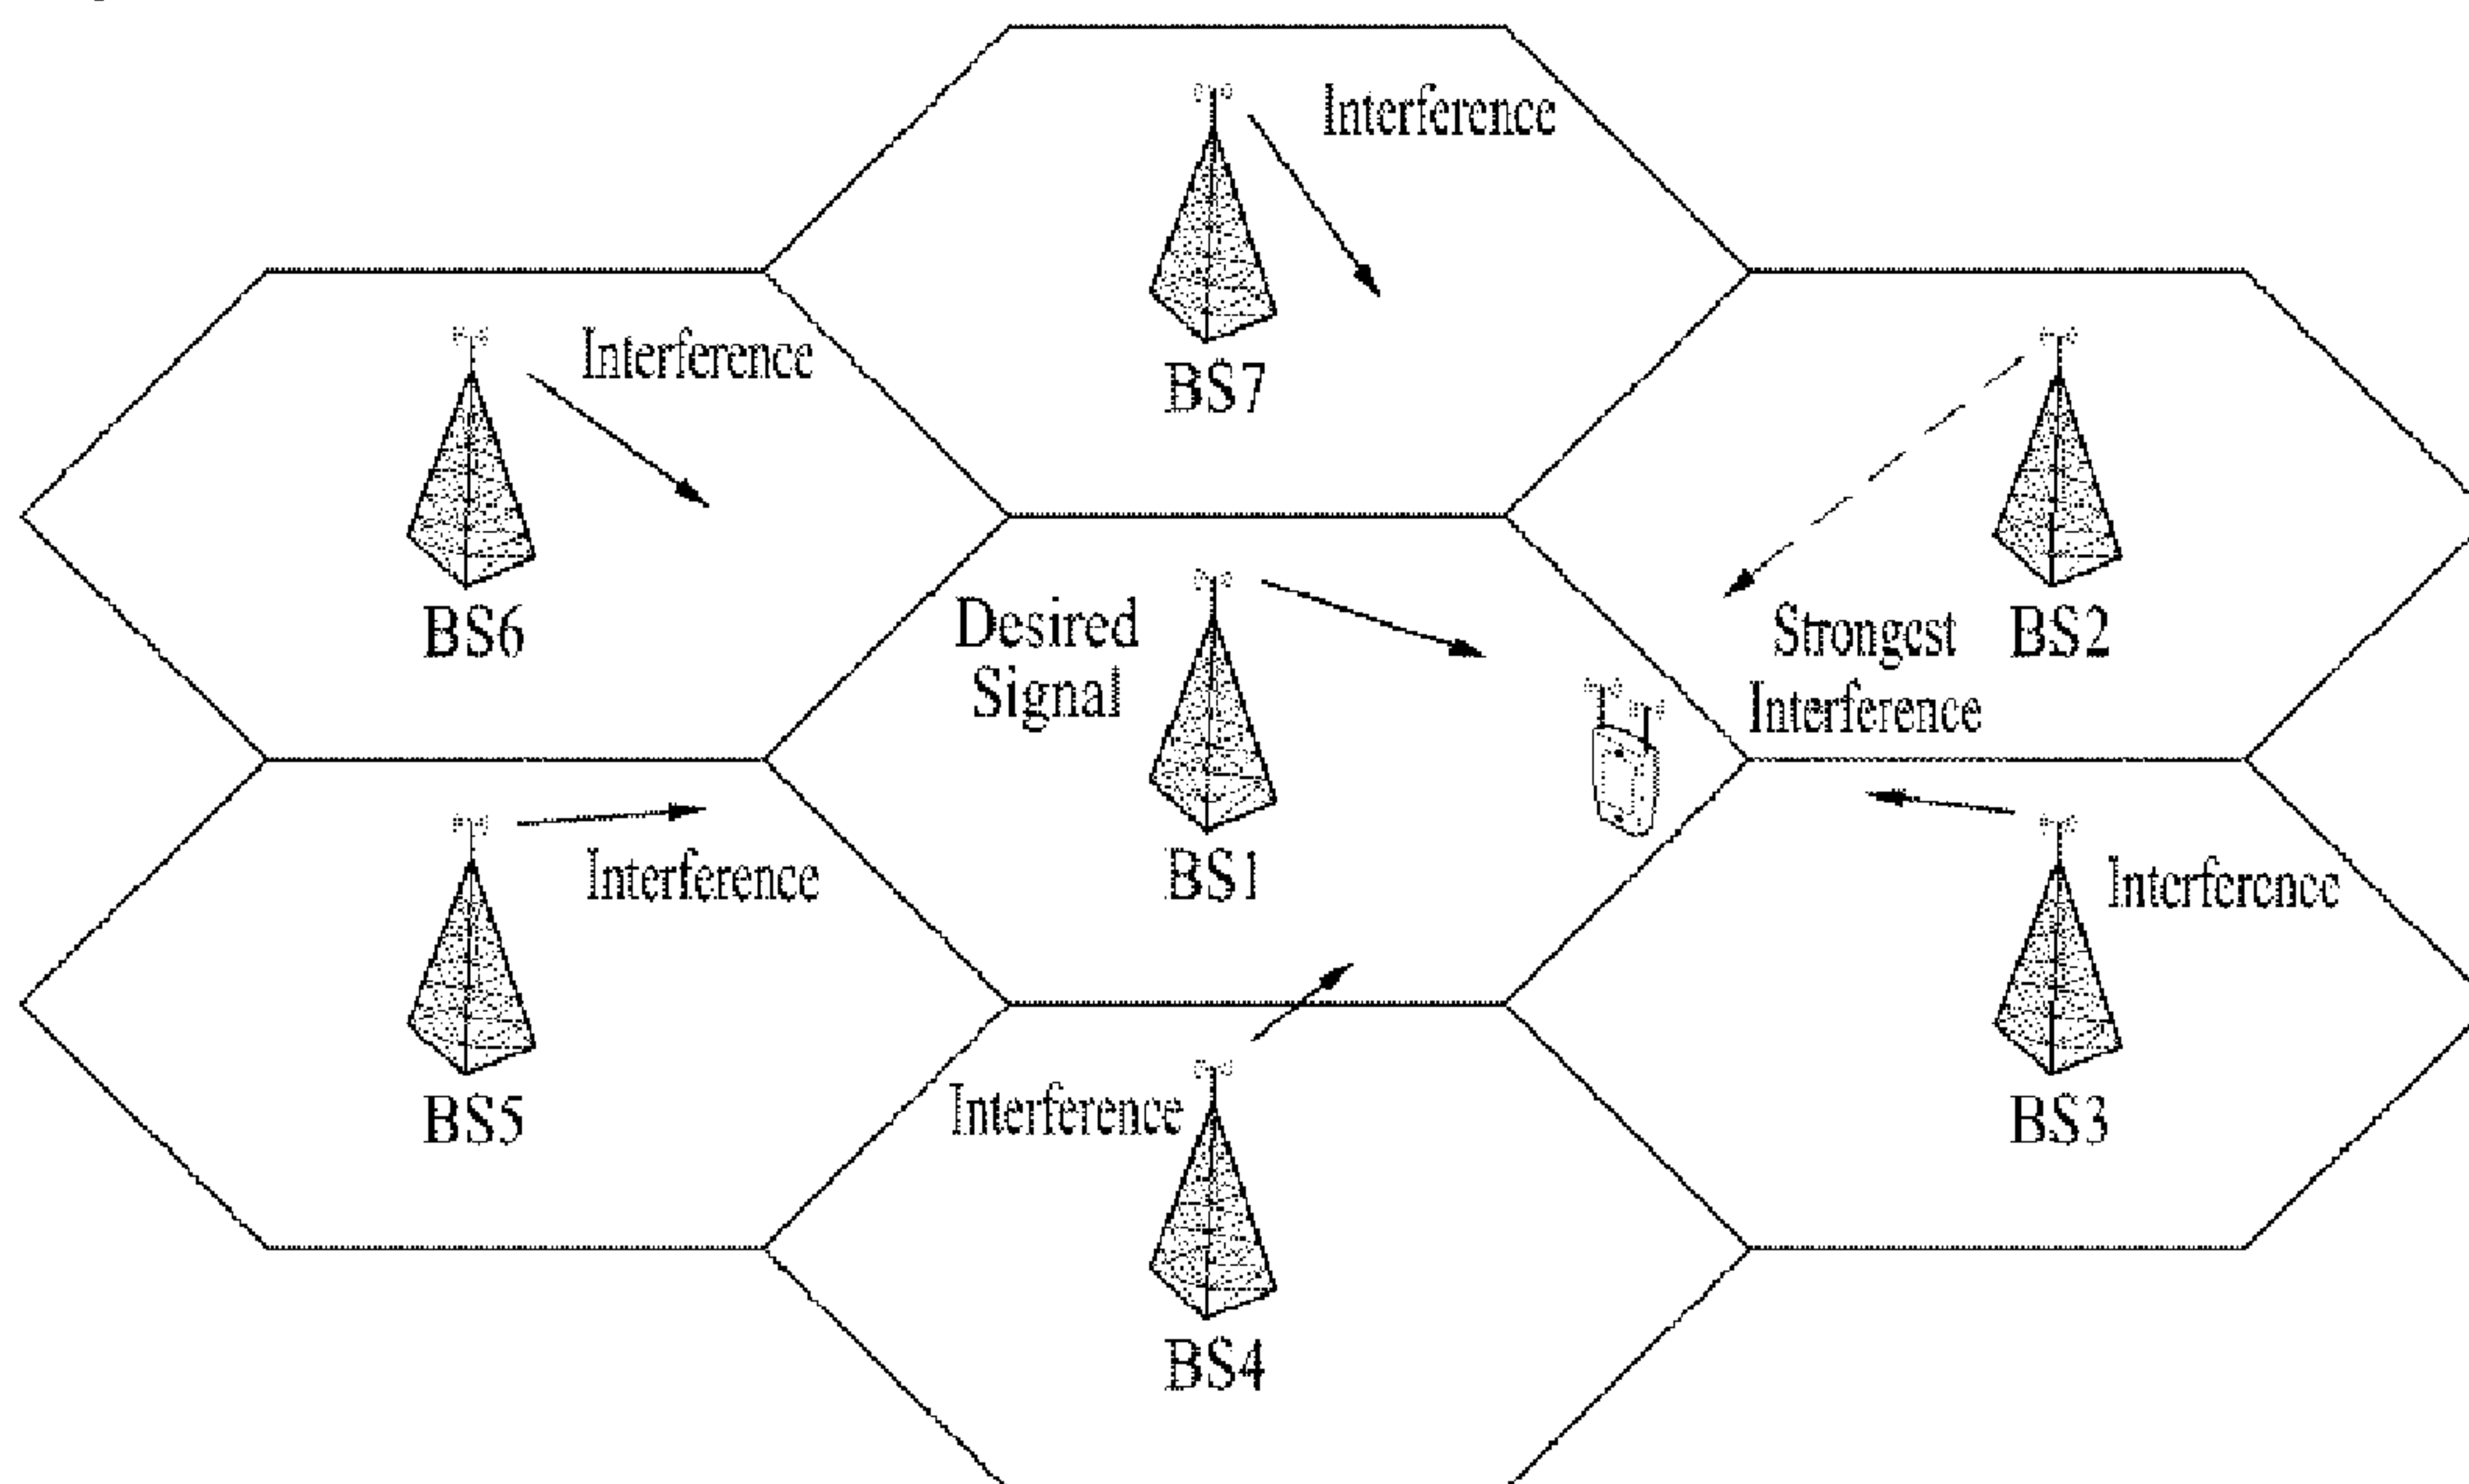 Interference
BS7
Interference
BS6
Desired
Signal
BS1
Strongest
Interference
BS2
Interference
BS5
Interference
BS3
Interference
BS4